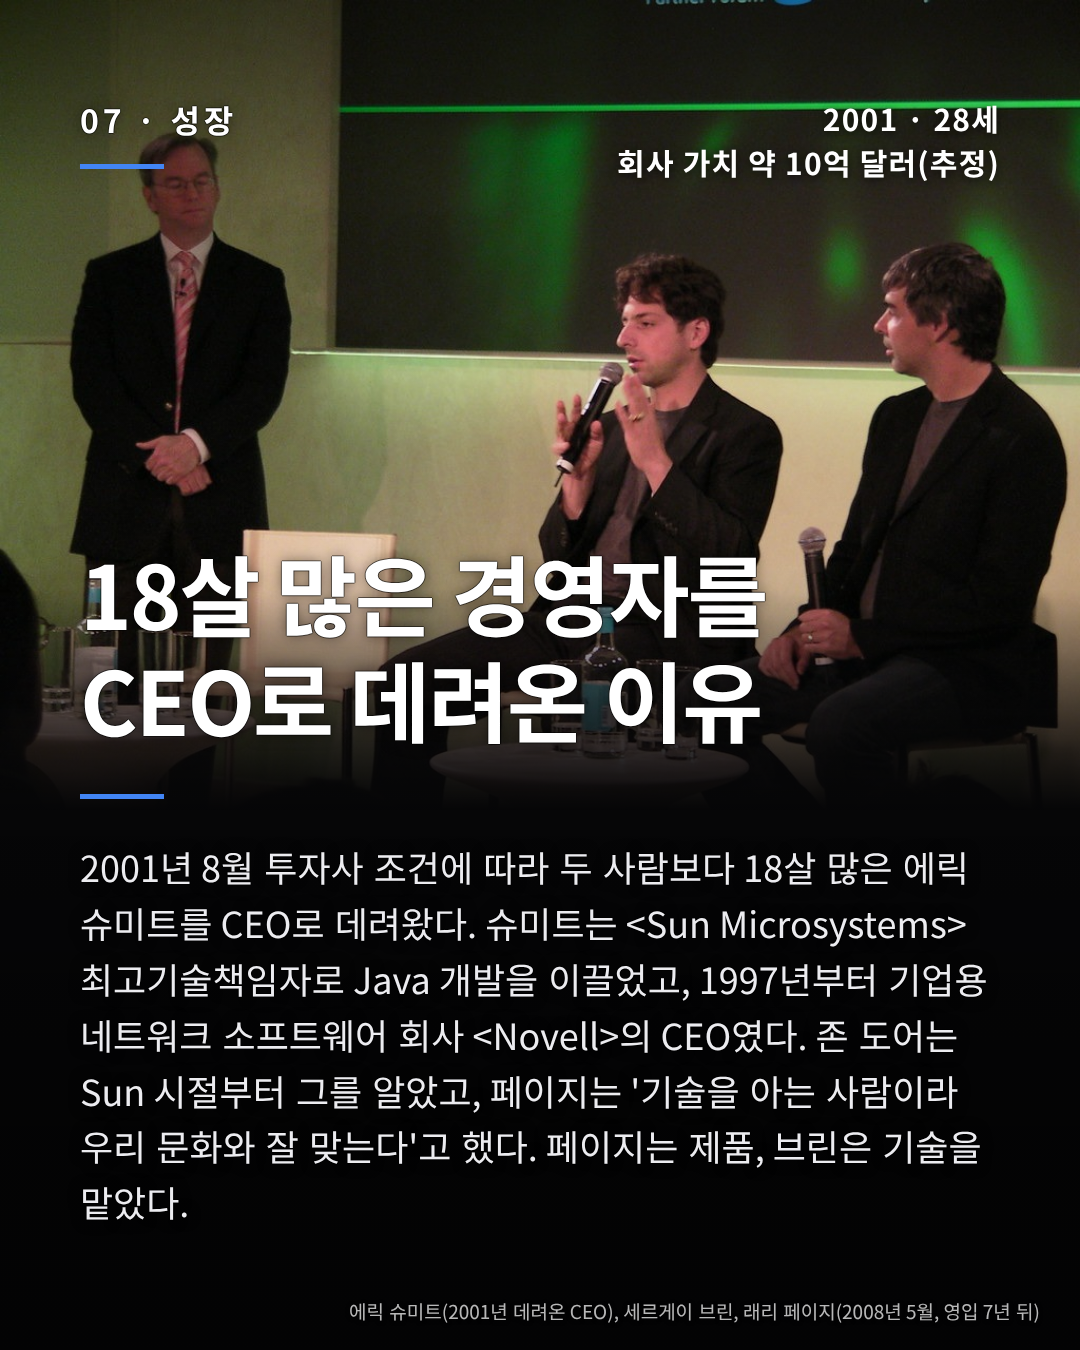 07 · 성장
2001 · 28세
회사 가치 약 10억 달러(추정)
18살 많은 경영자를
CEO로 데려온 이유
2001년 8월 투자사 조건에 따라 두 사람보다 18살 많은 에릭
슈미트를 CEO로 데려왔다. 슈미트는 <Sun Microsystems>
최고기술책임자로 Java 개발을 이끌었고, 1997년부터 기업용
네트워크 소프트웨어 회사 <Novell>의 CEO였다. 존 도어는
Sun 시절부터 그를 알았고, 페이지는 '기술을 아는 사람이라
우리 문화와 잘 맞는다'고 했다. 페이지는 제품, 브린은 기술을
맡았다.
에릭 슈미트(2001년 데려온 CEO), 세르게이 브린, 래리 페이지(2008년 5월, 영입 7년 뒤)